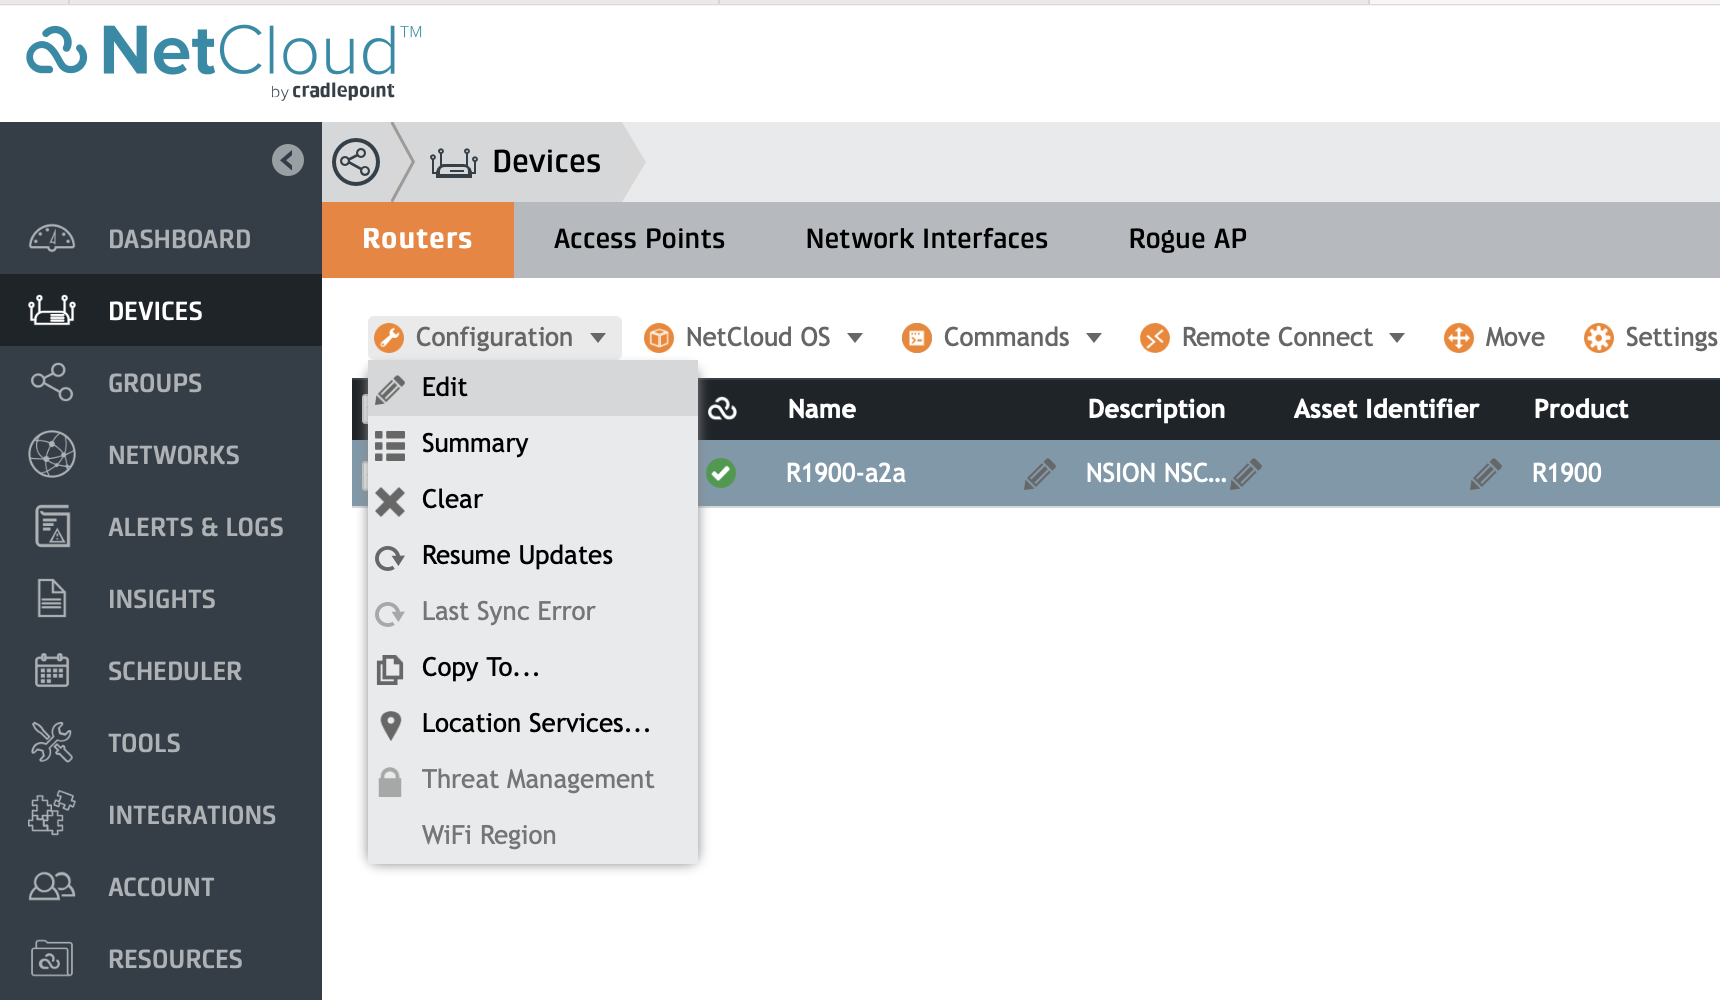 NetCloud™
by cradlepoint
Devices
DASHBOARD
DEVICES
GROUPS
NETWORKS
ALERTS & LOGS
INSIGHTS
SCHEDULER
TOOLS
INTEGRATIONS
ACCOUNT
RESOURCES
Routers Access Points Network Interfaces Rogue AP
Configuration NetCloud OS Commands Remote Connect Move Settings
Edit
Summary
Clear
Resume Updates
Last Sync Error
Copy To...
Location Services...
Threat Management
WiFi Region
Name Description Asset Identifier Product
R1900-a2a NSION NSC... R1900